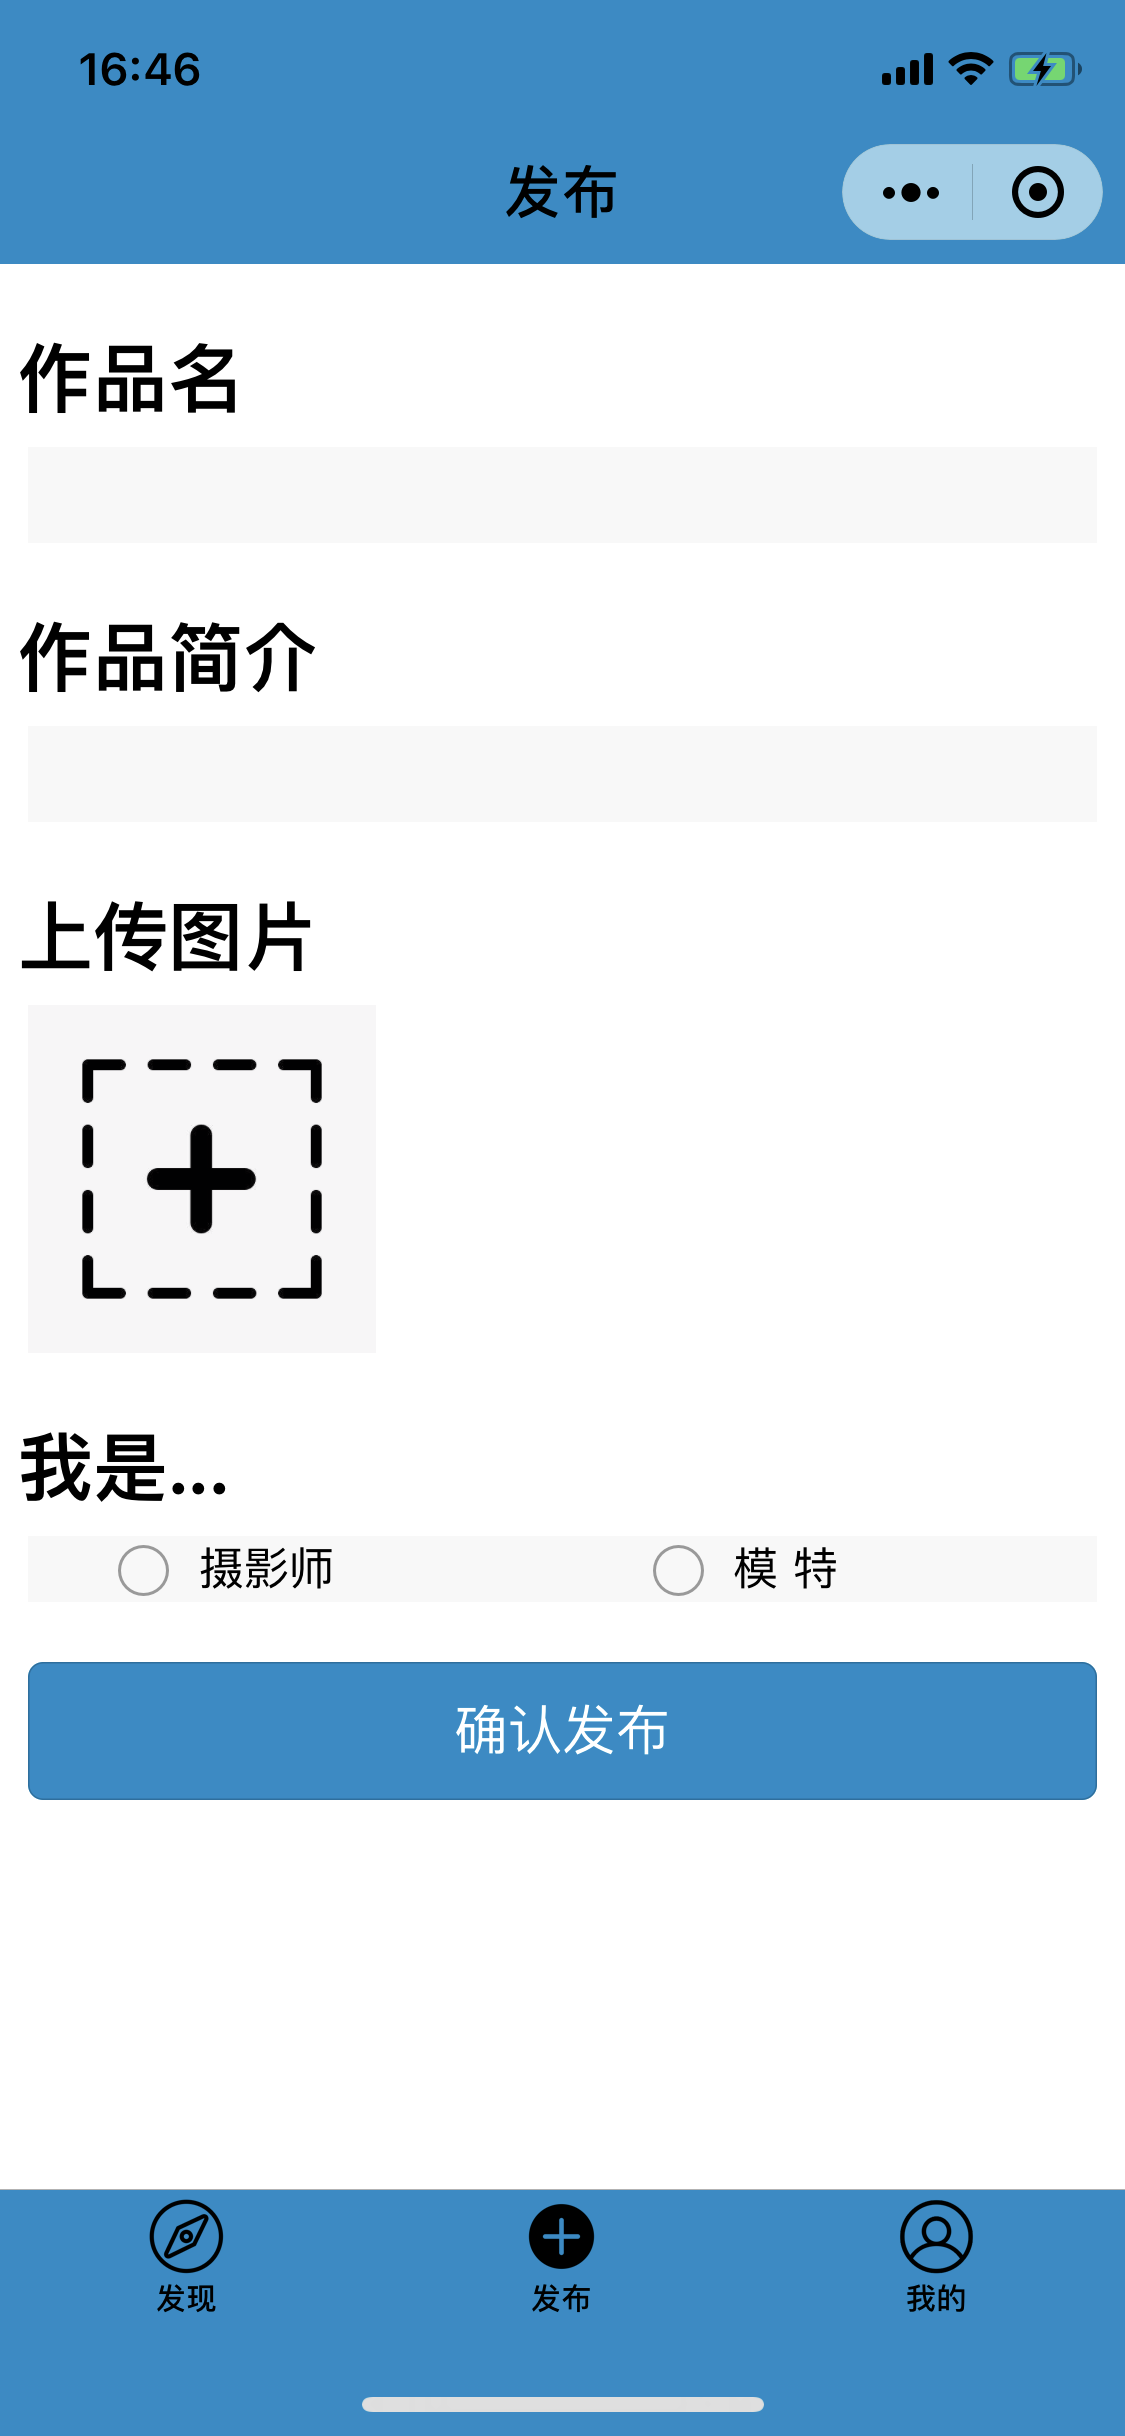 16:46
发布
作品名
作品简介
上传图片
我是...
摄影师 模 特
确认发布
发现 发布 我的